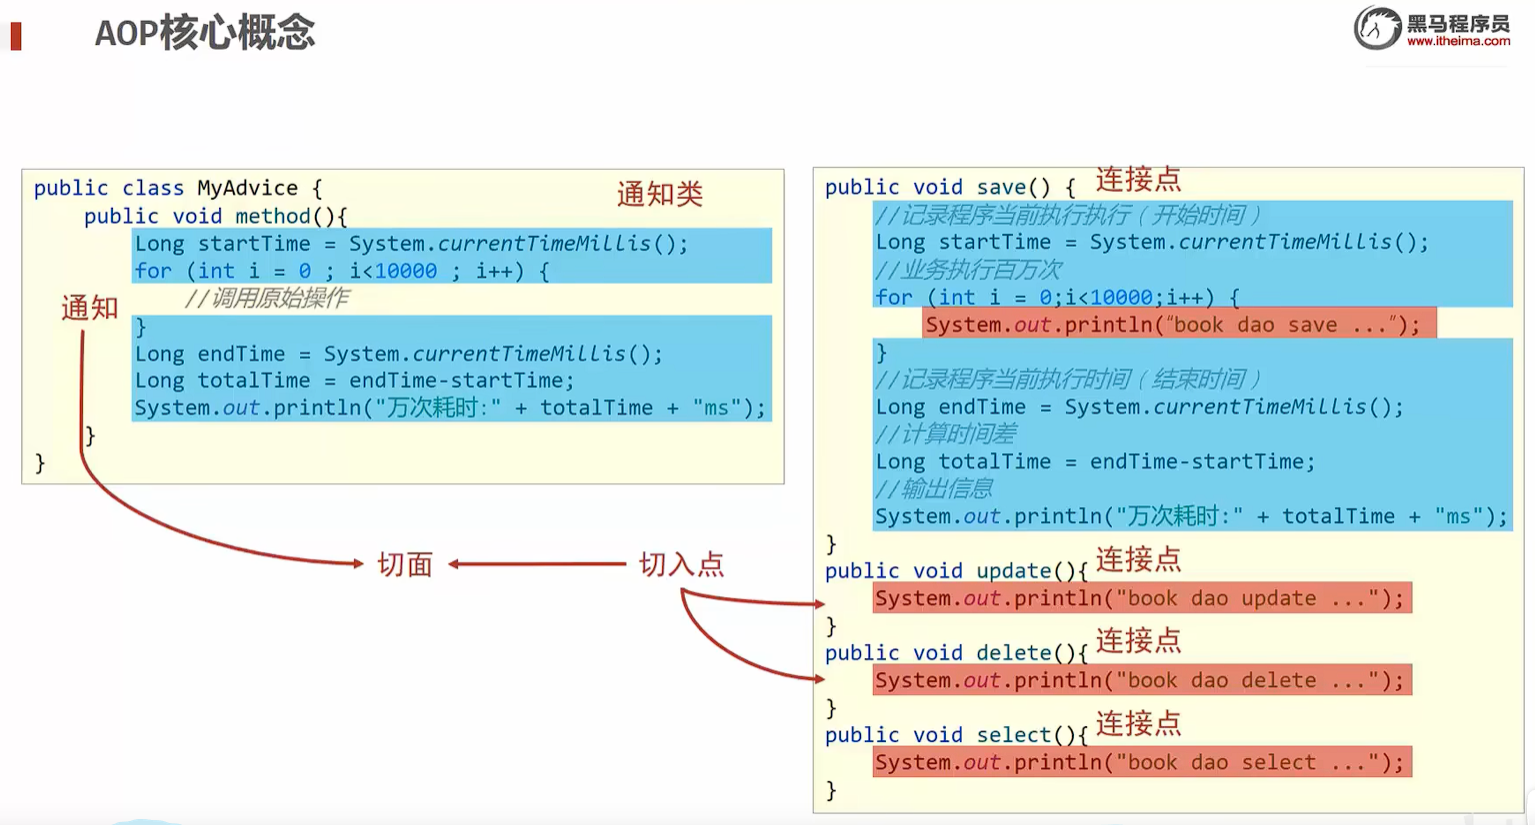 AOP核心概念
黑马程序员
www.itheima.com
public class MyAdvice {
通知类
public void method(){
Long startTime = System.currentTimeMillis();
for (int i = 0 ; i<10000 ; i++) {
//调用原始操作
通知
}
Long endTime = System.currentTimeMillis();
Long totalTime = endTime-startTime;
System.out.println("万次耗时:" + totalTime + "ms");
}
}
切面
切入点
public void save() {
连接点
//记录程序当前执行执行（开始时间）
Long startTime = System.currentTimeMillis();
//业务执行百万次
for (int i = 0;i<10000;i++) {
System.out.println(“book dao save ...”);
}
//记录程序当前执行时间（结束时间）
Long endTime = System.currentTimeMillis();
//计算时间差
Long totalTime = endTime-startTime;
//输出信息
System.out.println("万次耗时:" + totalTime + "ms");
}
public void update(){
连接点
System.out.println("book dao update ...");
}
public void delete(){
连接点
System.out.println("book dao delete ...");
}
public void select(){
连接点
System.out.println("book dao select ...");
}